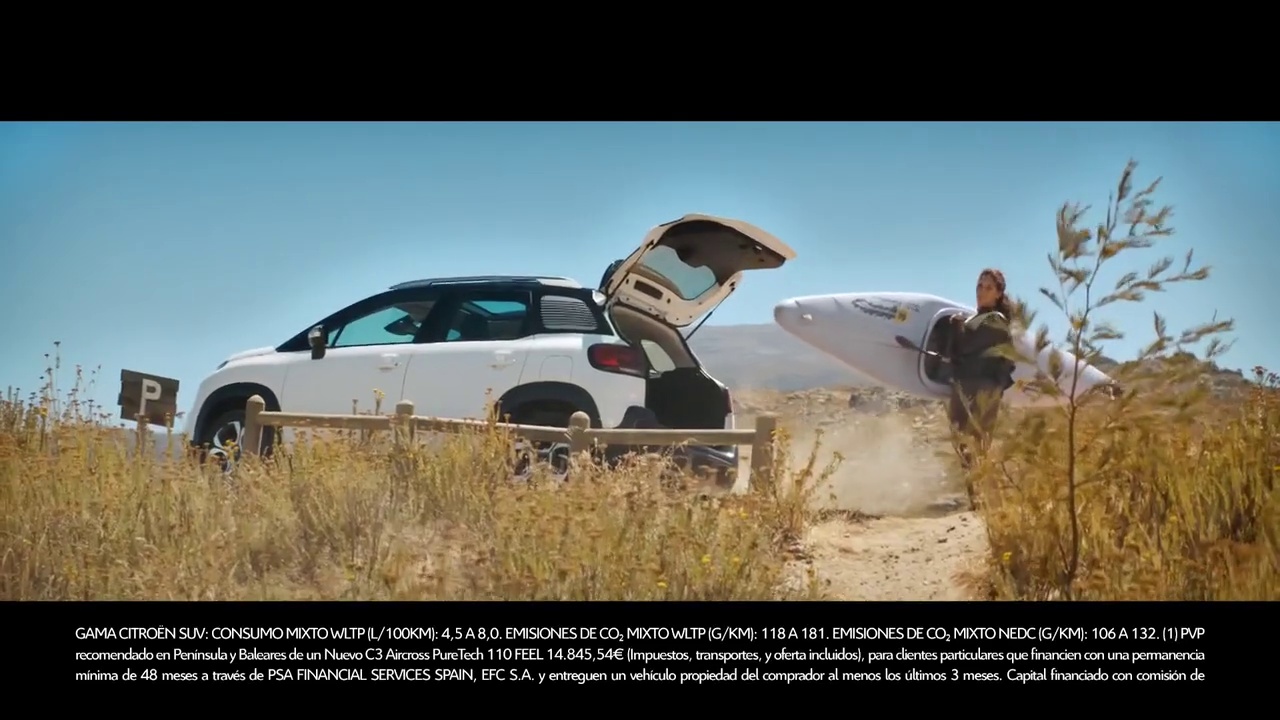 P
GAMA CITROËN SUV: CONSUMO MIXTO WLTP (L/100KM): 4,5 A 8,0. EMISIONES DE CO₂ MIXTO WLTP (G/KM): 118 A 181. EMISIONES DE CO₂ MIXTO NEDC (G/KM): 106 A 132. (1) PVP
recomendado en Península y Baleares de un Nuevo C3 Aircross PureTech 110 FEEL 14.845,54€ (Impuestos, transportes, y oferta incluidos), para clientes particulares que financien con una permanencia
mínima de 48 meses a través de PSA FINANCIAL SERVICES SPAIN, EFC S.A. y entreguen un vehículo propiedad del comprador al menos los últimos 3 meses. Capital financiado con comisión de